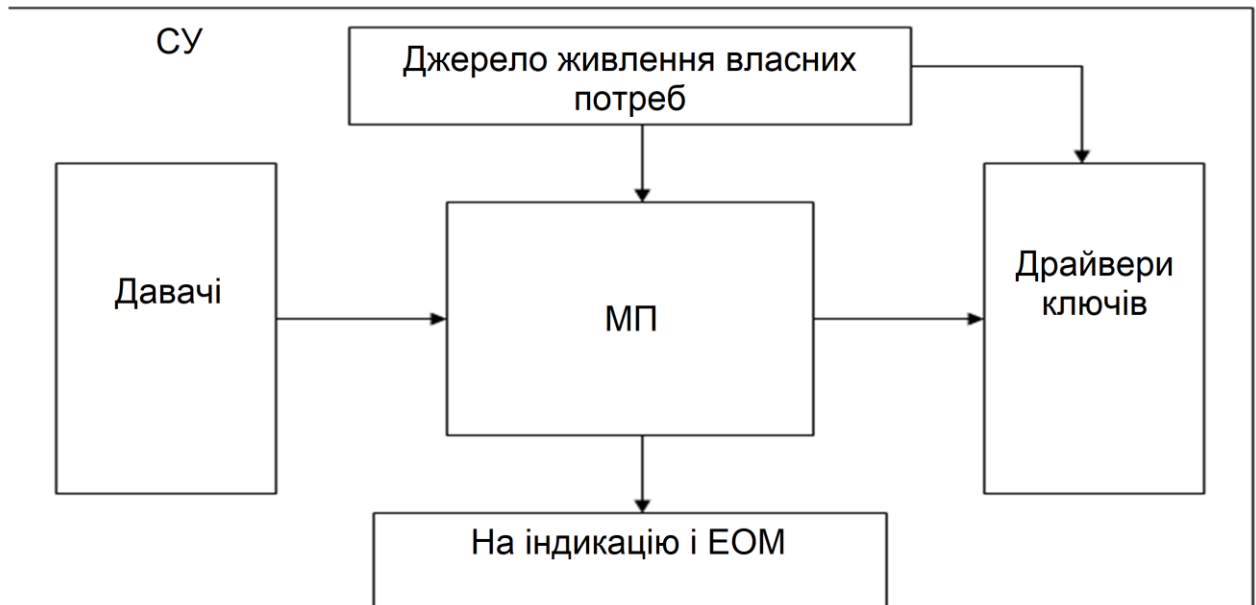 СУ
Джерело живлення власних
потреб
Давачі
МП
Драйвери
ключів
На індикацію і ЕОМ